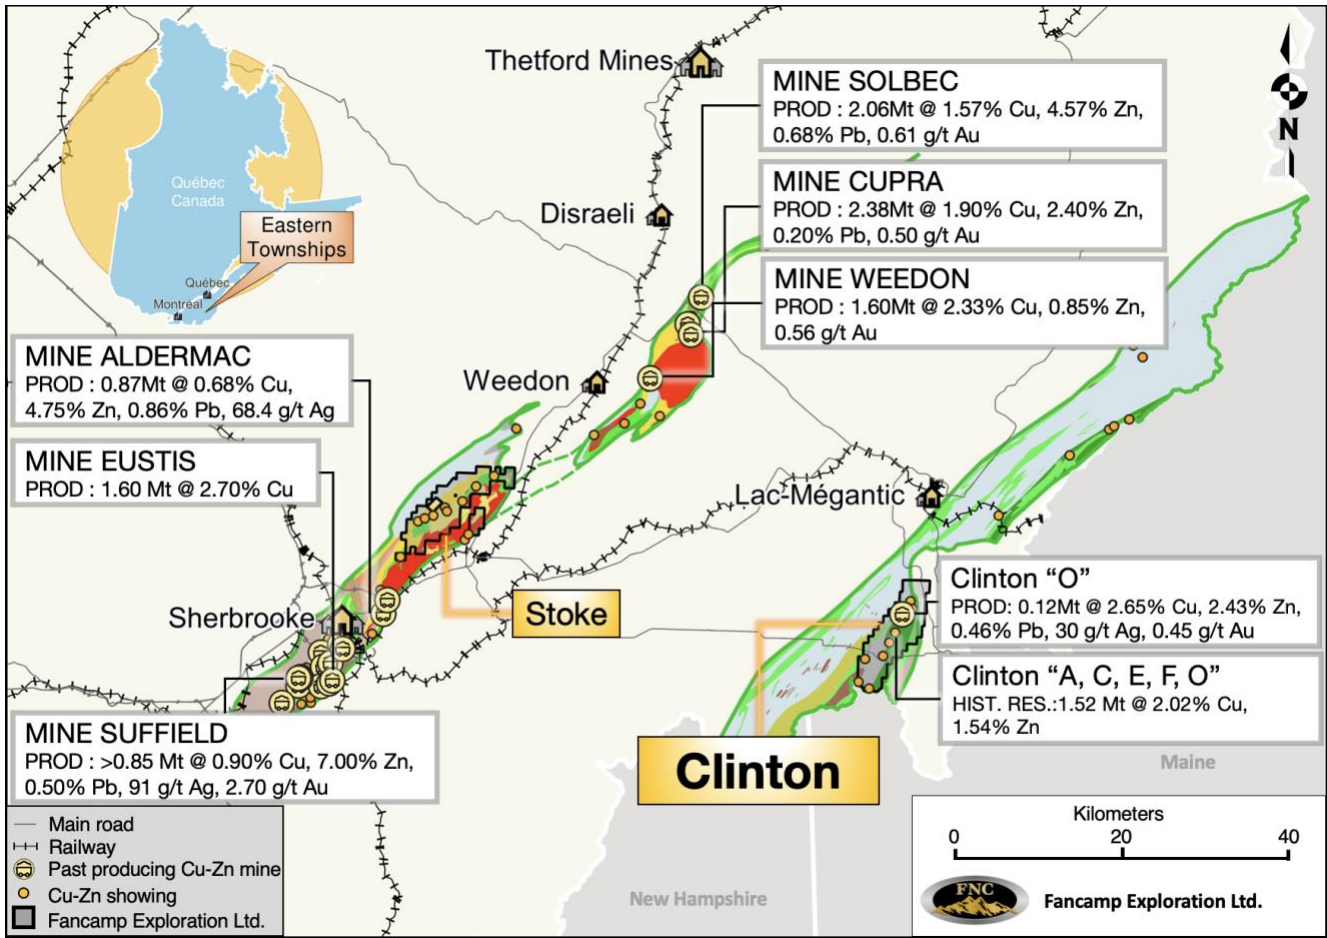 Thetford Mines
Disraeli
Weedon
Lac-Mégantic
Sherbrooke
Québec
Canada
Eastern
Townships
Québec
Montréal
N
MINE SOLBEC
PROD : 2.06Mt @ 1.57% Cu, 4.57% Zn,
0.68% Pb, 0.61 g/t Au
MINE CUPRA
PROD : 2.38Mt @ 1.90% Cu, 2.40% Zn,
0.20% Pb, 0.50 g/t Au
MINE WEEDON
PROD : 1.60Mt @ 2.33% Cu, 0.85% Zn,
0.56 g/t Au
MINE ALDERMAC
PROD : 0.87Mt @ 0.68% Cu,
4.75% Zn, 0.86% Pb, 68.4 g/t Ag
MINE EUSTIS
PROD : 1.60 Mt @ 2.70% Cu
Stoke
Clinton “O”
PROD: 0.12Mt @ 2.65% Cu, 2.43% Zn,
0.46% Pb, 30 g/t Ag, 0.45 g/t Au
Clinton “A, C, E, F, O”
HIST. RES.:1.52 Mt @ 2.02% Cu,
1.54% Zn
MINE SUFFIELD
PROD : >0.85 Mt @ 0.90% Cu, 7.00% Zn,
0.50% Pb, 91 g/t Ag, 2.70 g/t Au
Clinton
Maine
New Hampshire
Main road
Railway
Past producing Cu-Zn mine
Cu-Zn showing
Fancamp Exploration Ltd.
Kilometers
0 20 40
FNC
Fancamp Exploration Ltd.